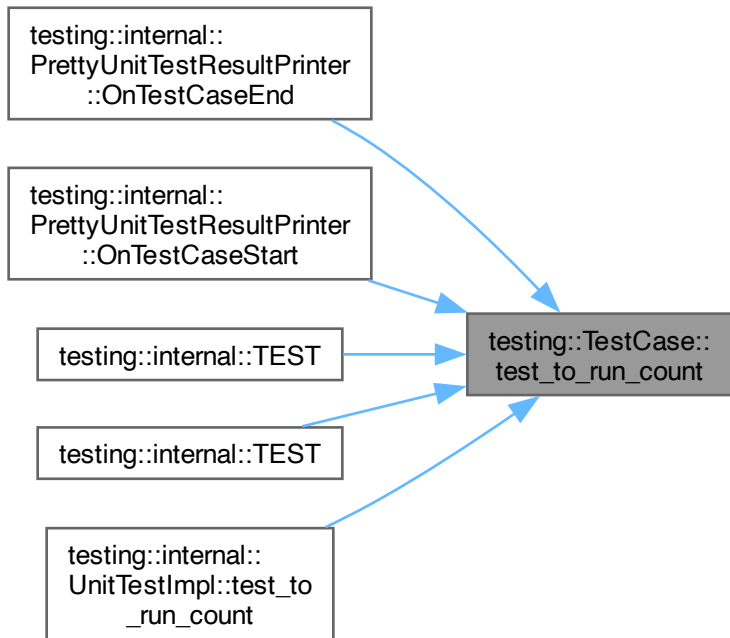 testing::internal::
PrettyUnitTestResultPrinter
::OnTestCaseEnd
testing::internal::
PrettyUnitTestResultPrinter
::OnTestCaseStart
testing::internal::TEST
testing::internal::TEST
testing::internal::
UnitTestImpl::test_to
_run_count
testing::TestCase::
test_to_run_count